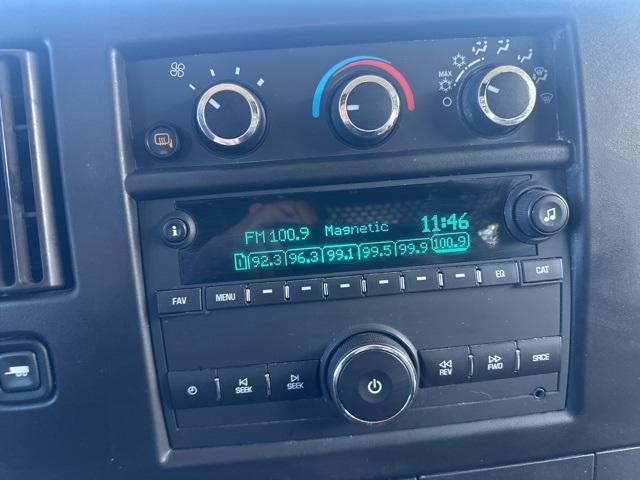 MAX
FM 100.9 Magnetic 11:46
1 92.3 96.3 99.1 99.5 99.9 100.9
i
FAV MENU EQ CAT
SEEK SEEK REV FWD SRCE